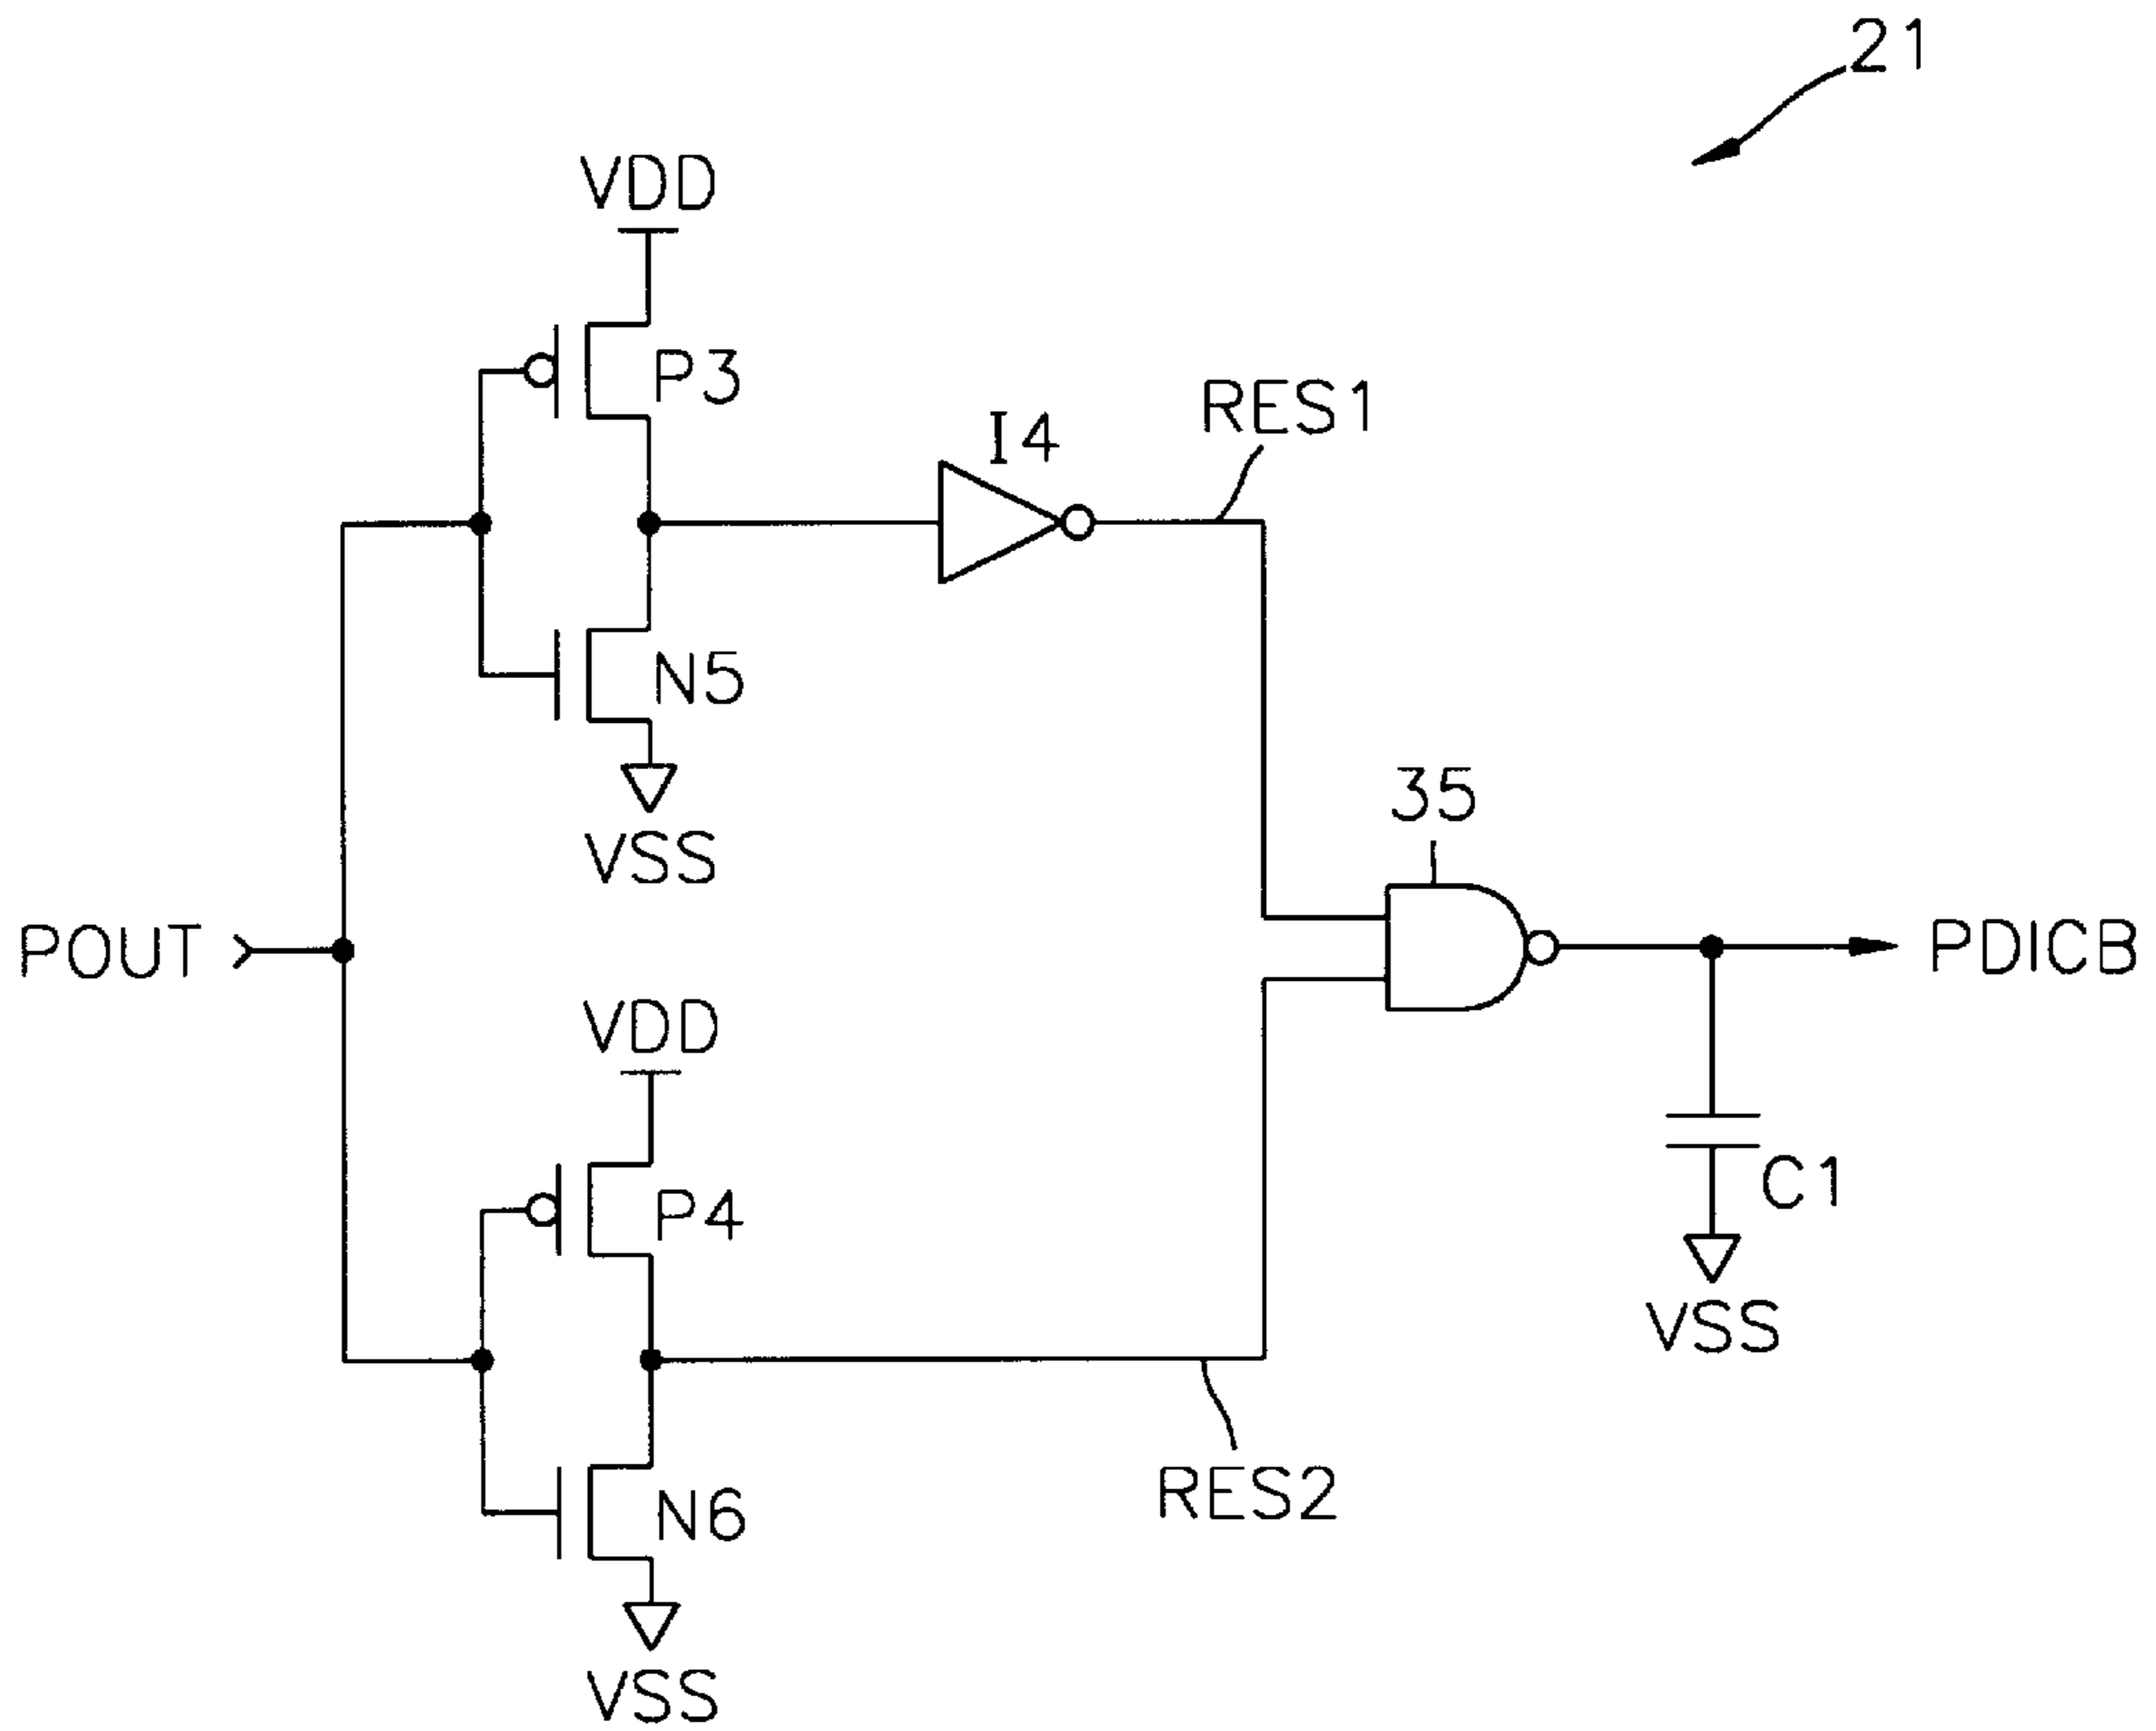 21
VDD
P3
I4
RES1
N5
VSS
35
POUT
PDICB
VDD
P4
C1
VSS
N6
RES2
VSS